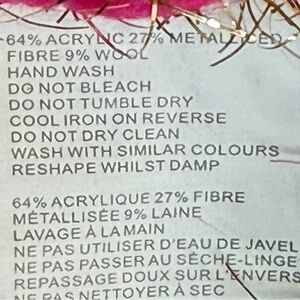 64% ACRYLIC 27% METALLICED
FIBRE 9% WOOL
HAND WASH
DO NOT BLEACH
DO NOT TUMBLE DRY
COOL IRON ON REVERSE
DO NOT DRY CLEAN
WASH WITH SIMILAR COLOURS
RESHAPE WHILST DAMP
64% ACRYLIQUE 27% FIBRE
MÉTALLISÉE 9% LAINE
LAVAGE À LA MAIN
NE PAS UTILISER D'EAU DE JAVEL
NE PAS PASSER AU SÈCHE-LINGE
REPASSAGE DOUX SUR L'ENVERS
NE PAS NETTOYER À SEC